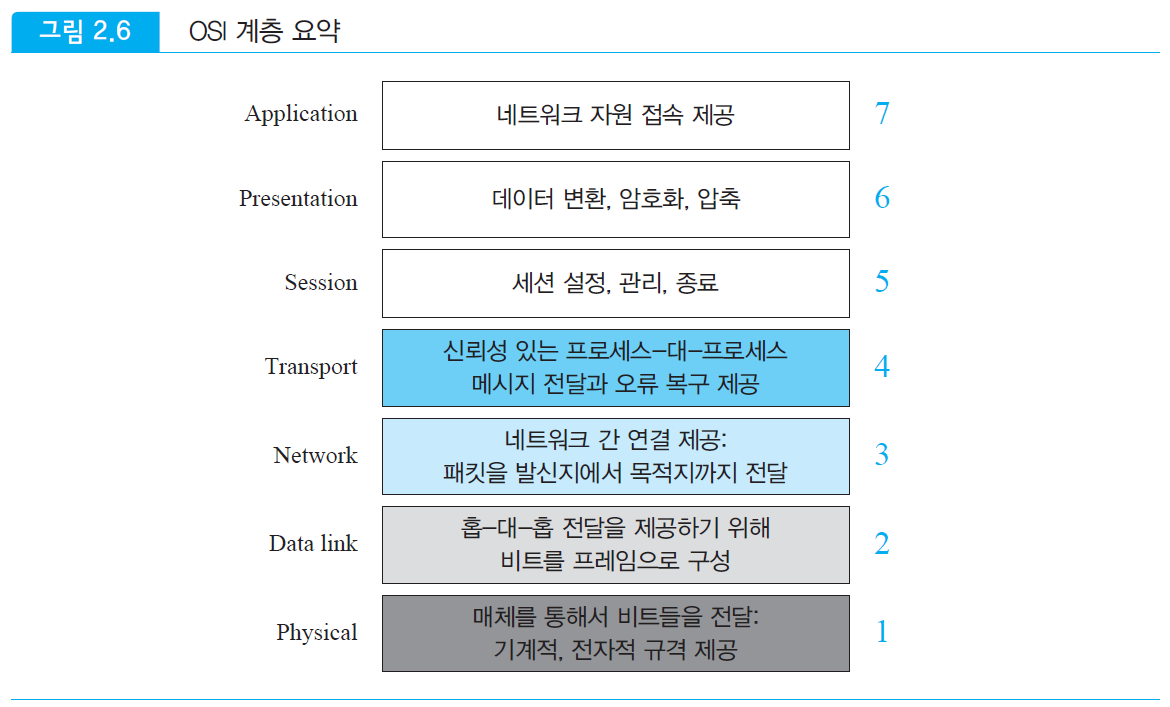 그림 2.6 OSI 계층 요약
Application 네트워크 자원 접속 제공 7
Presentation 데이터 변환, 암호화, 압축 6
Session 세션 설정, 관리, 종료 5
Transport 신뢰성 있는 프로세스-대-프로세스
메시지 전달과 오류 복구 제공 4
Network 네트워크 간 연결 제공:
패킷을 발신지에서 목적지까지 전달 3
Data link 홉-대-홉 전달을 제공하기 위해
비트를 프레임으로 구성 2
Physical 매체를 통해서 비트들을 전달:
기계적, 전자적 규격 제공 1